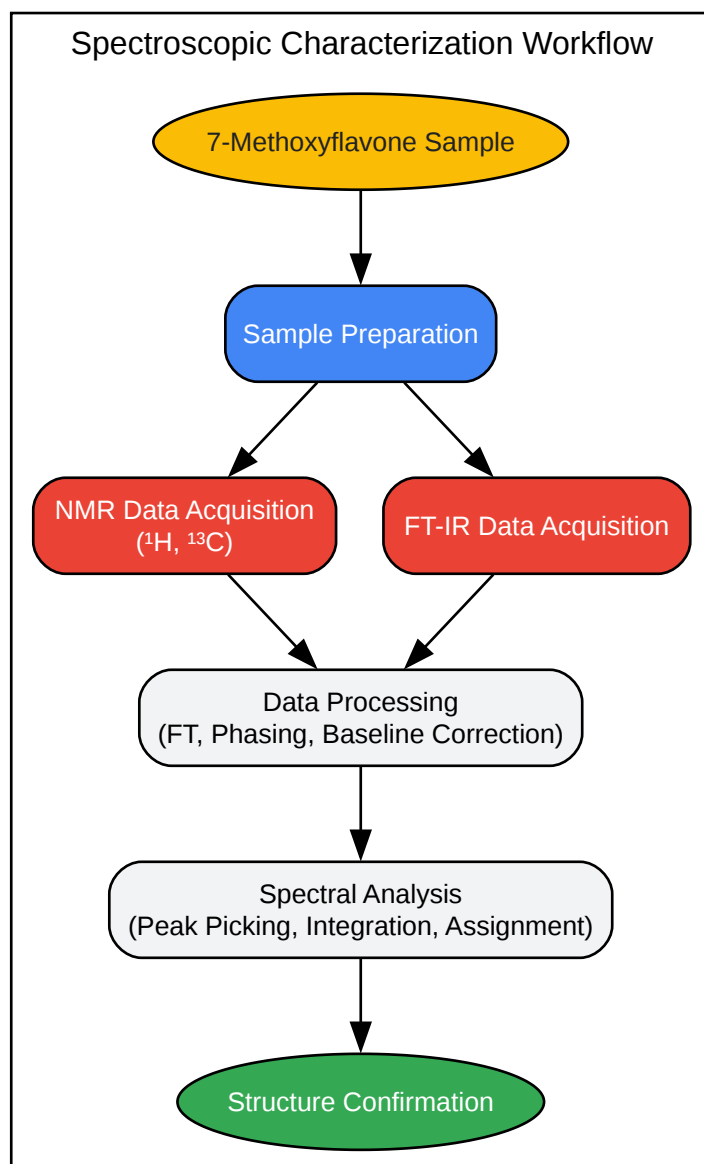 Spectroscopic Characterization Workflow
7-Methoxyflavone Sample
Sample Preparation
NMR Data Acquisition
(¹H, ¹³C)
FT-IR Data Acquisition
Data Processing
(FT, Phasing, Baseline Correction)
Spectral Analysis
(Peak Picking, Integration, Assignment)
Structure Confirmation